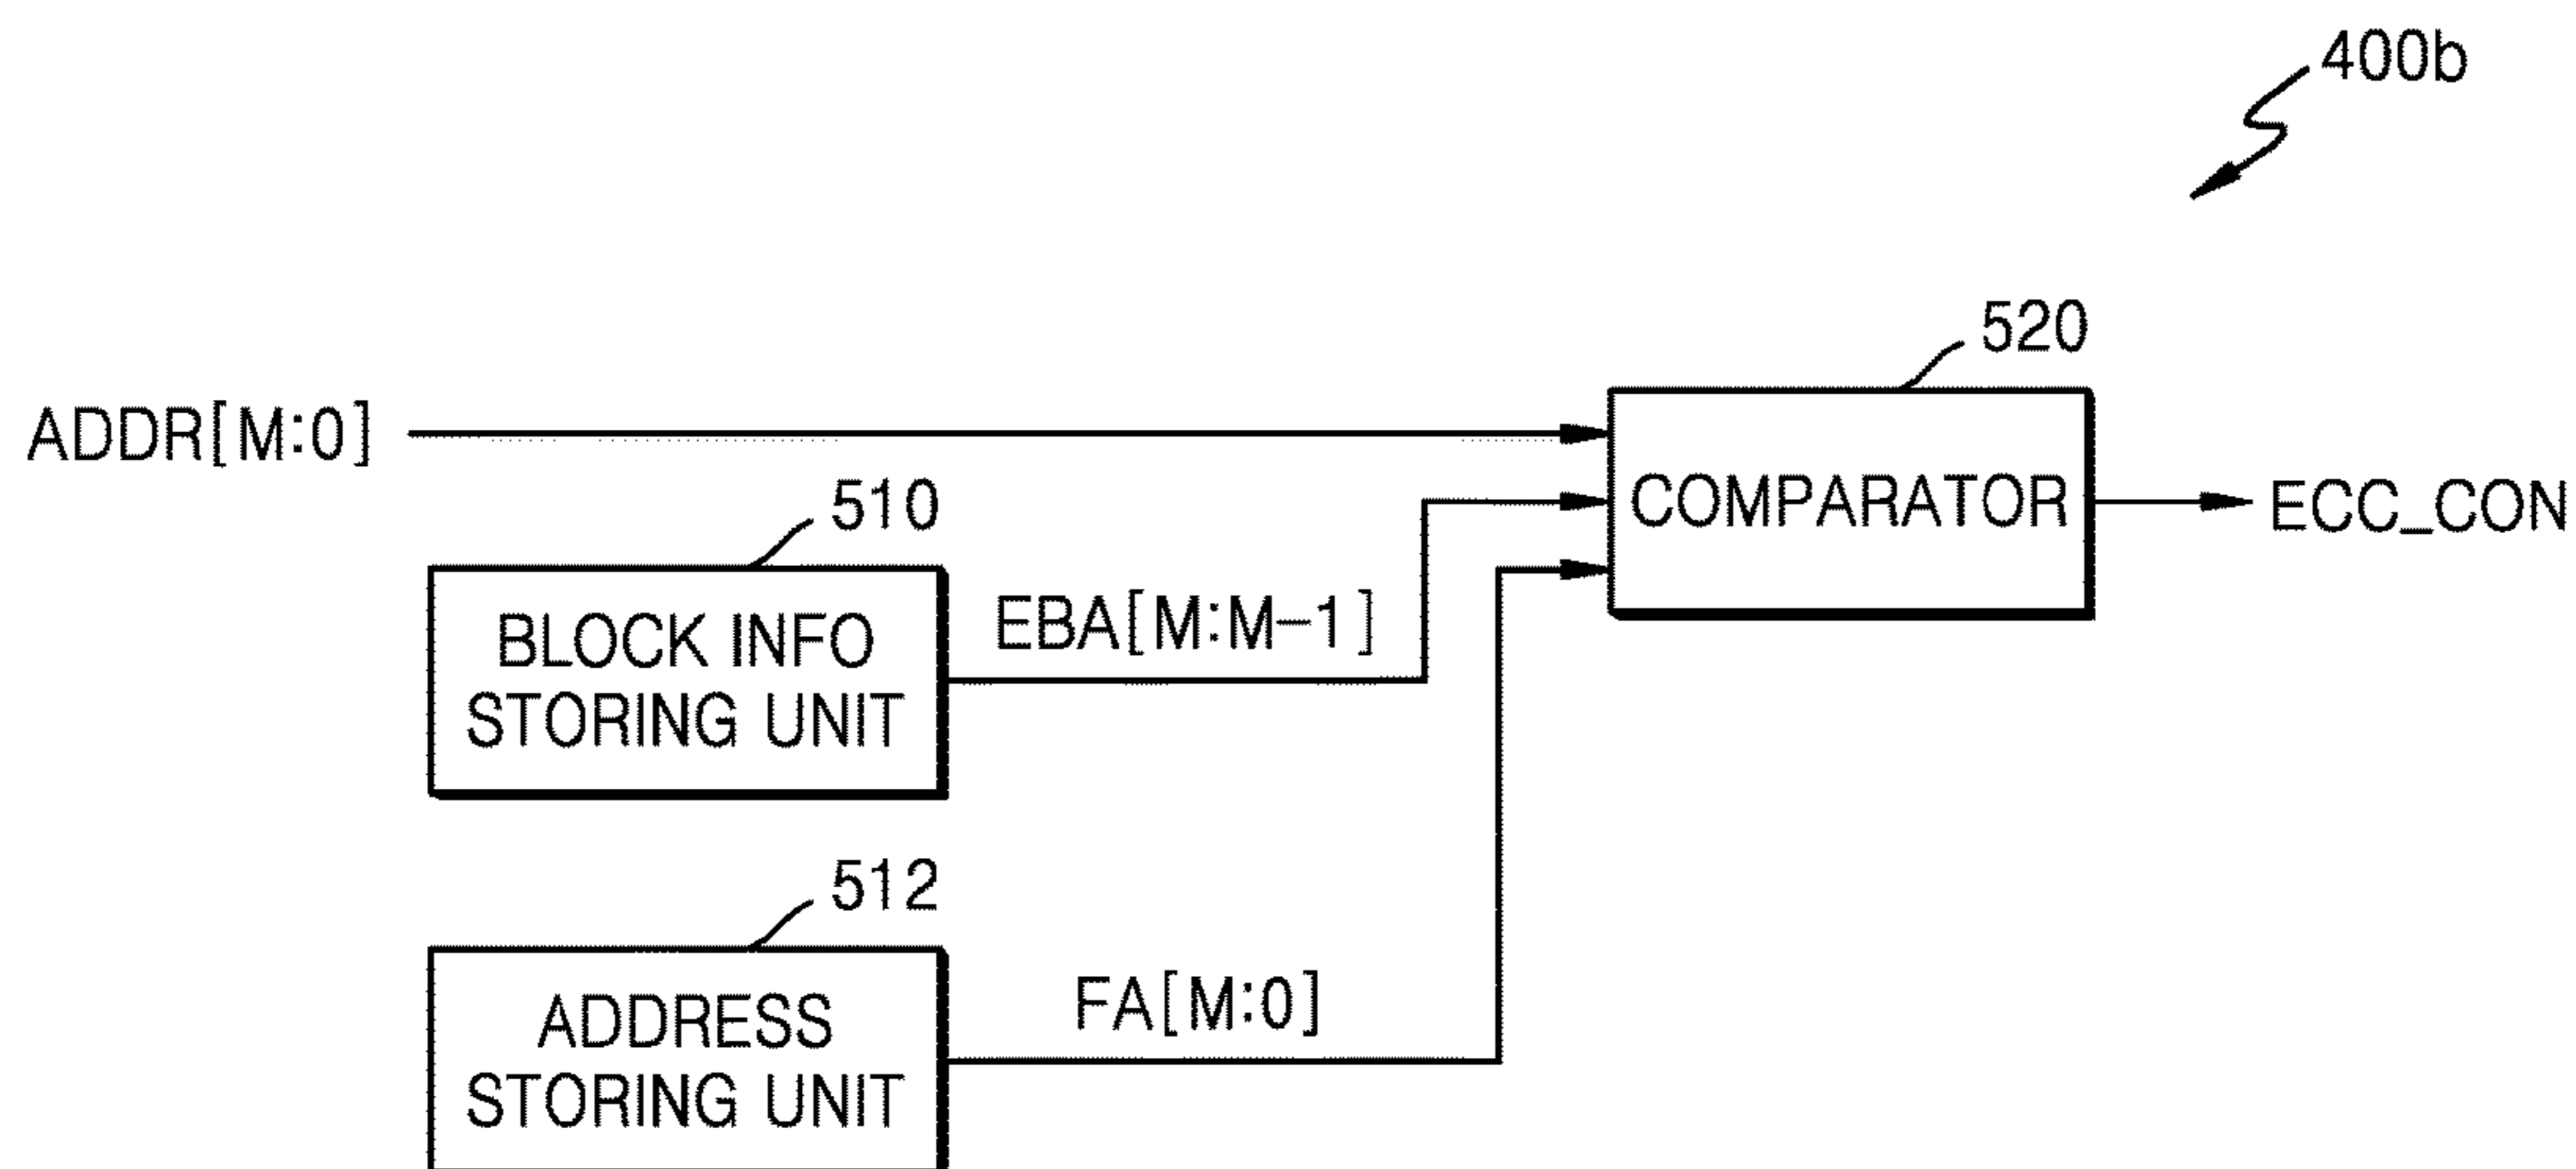 400b
520
ADDR[M:0]
COMPARATOR
ECC_CON
510
BLOCK INFO
STORING UNIT
EBA[M:M-1]
512
ADDRESS
STORING UNIT
FA[M:0]